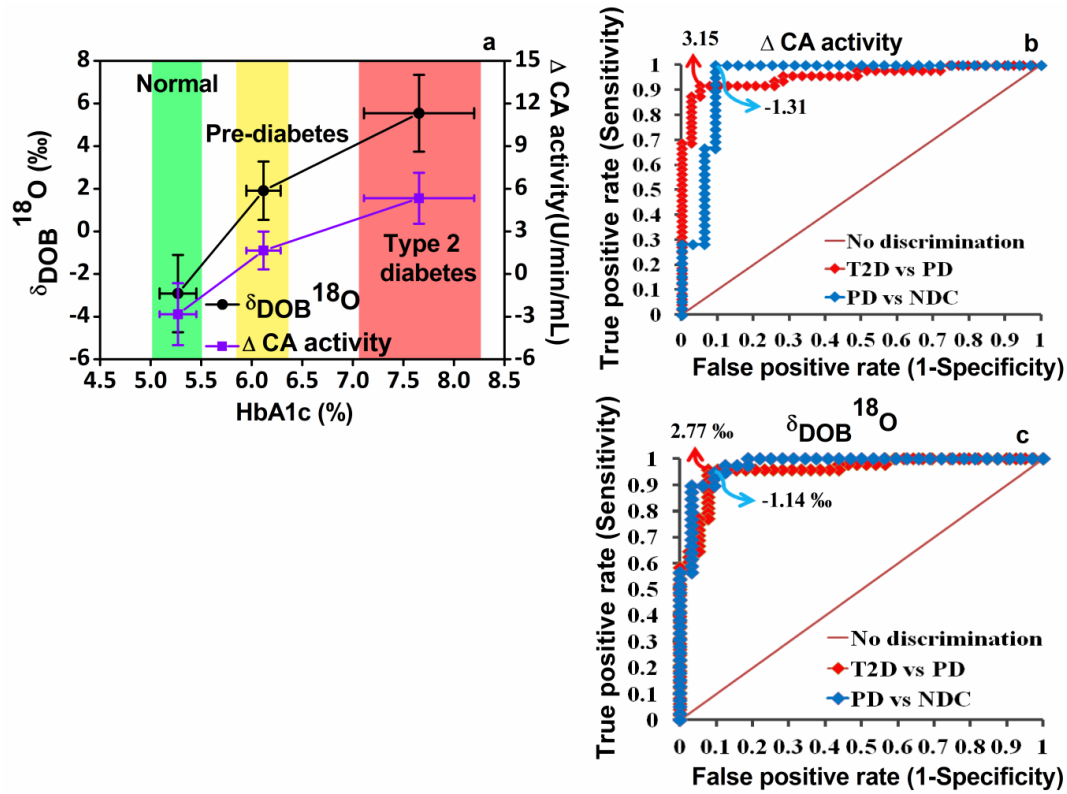 a
8
6
4
2
0
-2
-4
-6
δDOB18O (‰)
15
12
9
6
3
0
-3
-6
Δ CA activity(U/min/mL)
Normal
Pre-diabetes
Type 2
diabetes
δDOB18O
Δ CA activity
4.5 5.0 5.5 6.0 6.5 7.0 7.5 8.0 8.5
HbA1c (%)
3.15 Δ CA activity b
-1.31
1
0.9
0.8
0.7
0.6
0.5
0.4
0.3
0.2
0.1
0
True positive rate (Sensitivity)
No discrimination
T2D vs PD
PD vs NDC
0 0.1 0.2 0.3 0.4 0.5 0.6 0.7 0.8 0.9 1
False positive rate (1-Specificity)
2.77 ‰ δDOB18O c
-1.14 ‰
1
0.9
0.8
0.7
0.6
0.5
0.4
0.3
0.2
0.1
0
True positive rate (Sensitivity)
No discrimination
T2D vs PD
PD vs NDC
0 0.1 0.2 0.3 0.4 0.5 0.6 0.7 0.8 0.9 1
False positive rate (1-Specificity)